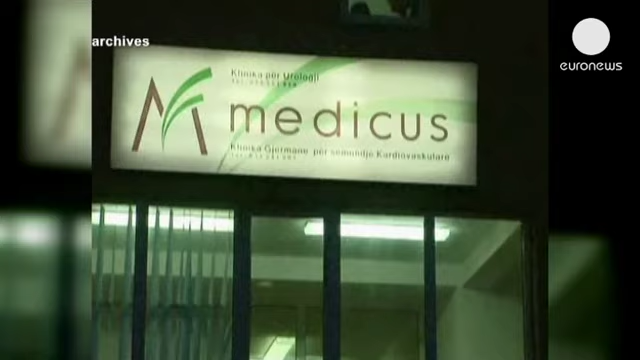 archives
Klinika për Urologji
medicus
Klinika Gjermane për sëmundje Kardiovaskulare
euronews